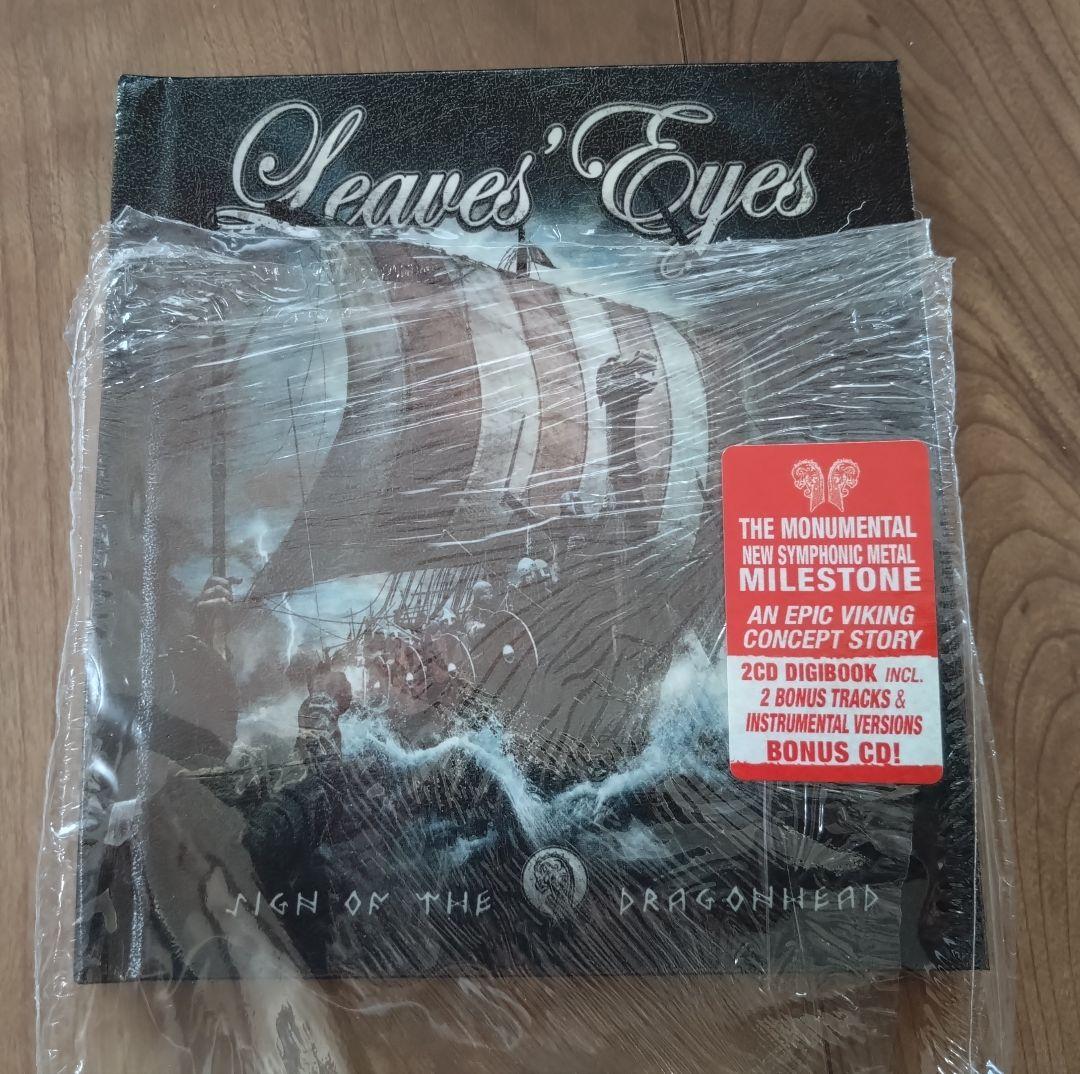 Leaves' Eyes
THE MONUMENTAL
NEW SYMPHONIC METAL
MILESTONE
AN EPIC VIKING
CONCEPT STORY
2CD DIGIBOOK INCL.
2 BONUS TRACKS &
INSTRUMENTAL VERSIONS
BONUS CD!
SIGN OF THE DRAGONHEAD